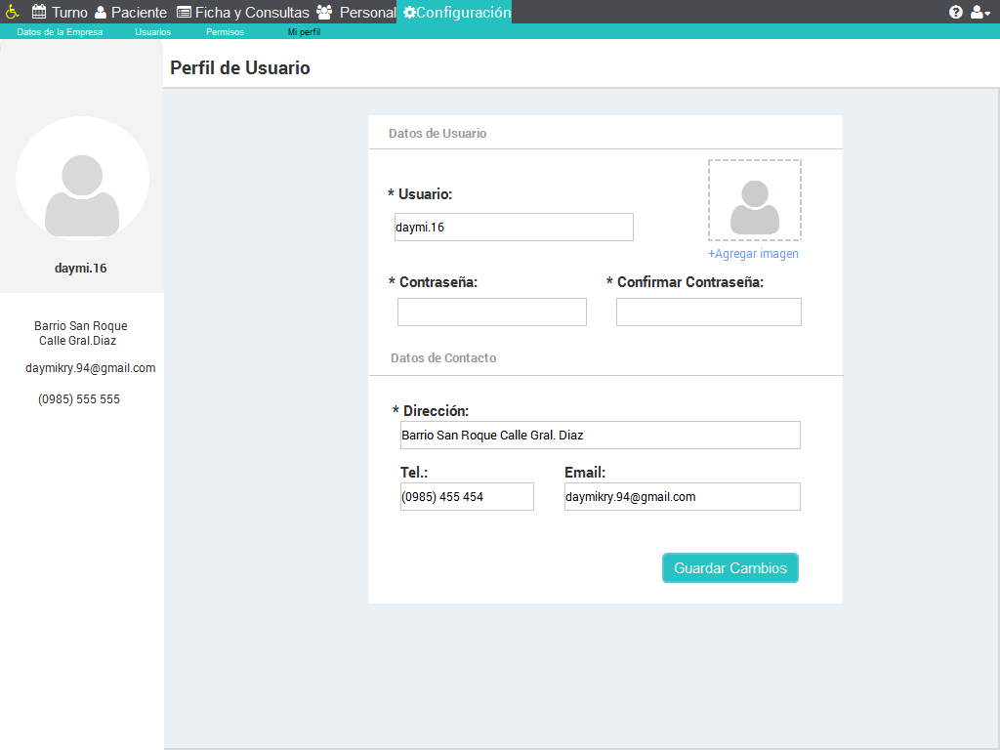 Turno Paciente Ficha y Consultas Personal Configuración
Datos de la Empresa Usuarios Permisos Mi perfil
Perfil de Usuario
daymi.16
Barrio San Roque
Calle Gral.Diaz
daymikry.94@gmail.com
(0985) 555 555
Datos de Usuario
* Usuario:
daymi.16
+Agregar imagen
* Contraseña: * Confirmar Contraseña:
Datos de Contacto
* Dirección:
Barrio San Roque Calle Gral. Diaz
Tel.: Email:
(0985) 455 454 daymikry.94@gmail.com
Guardar Cambios